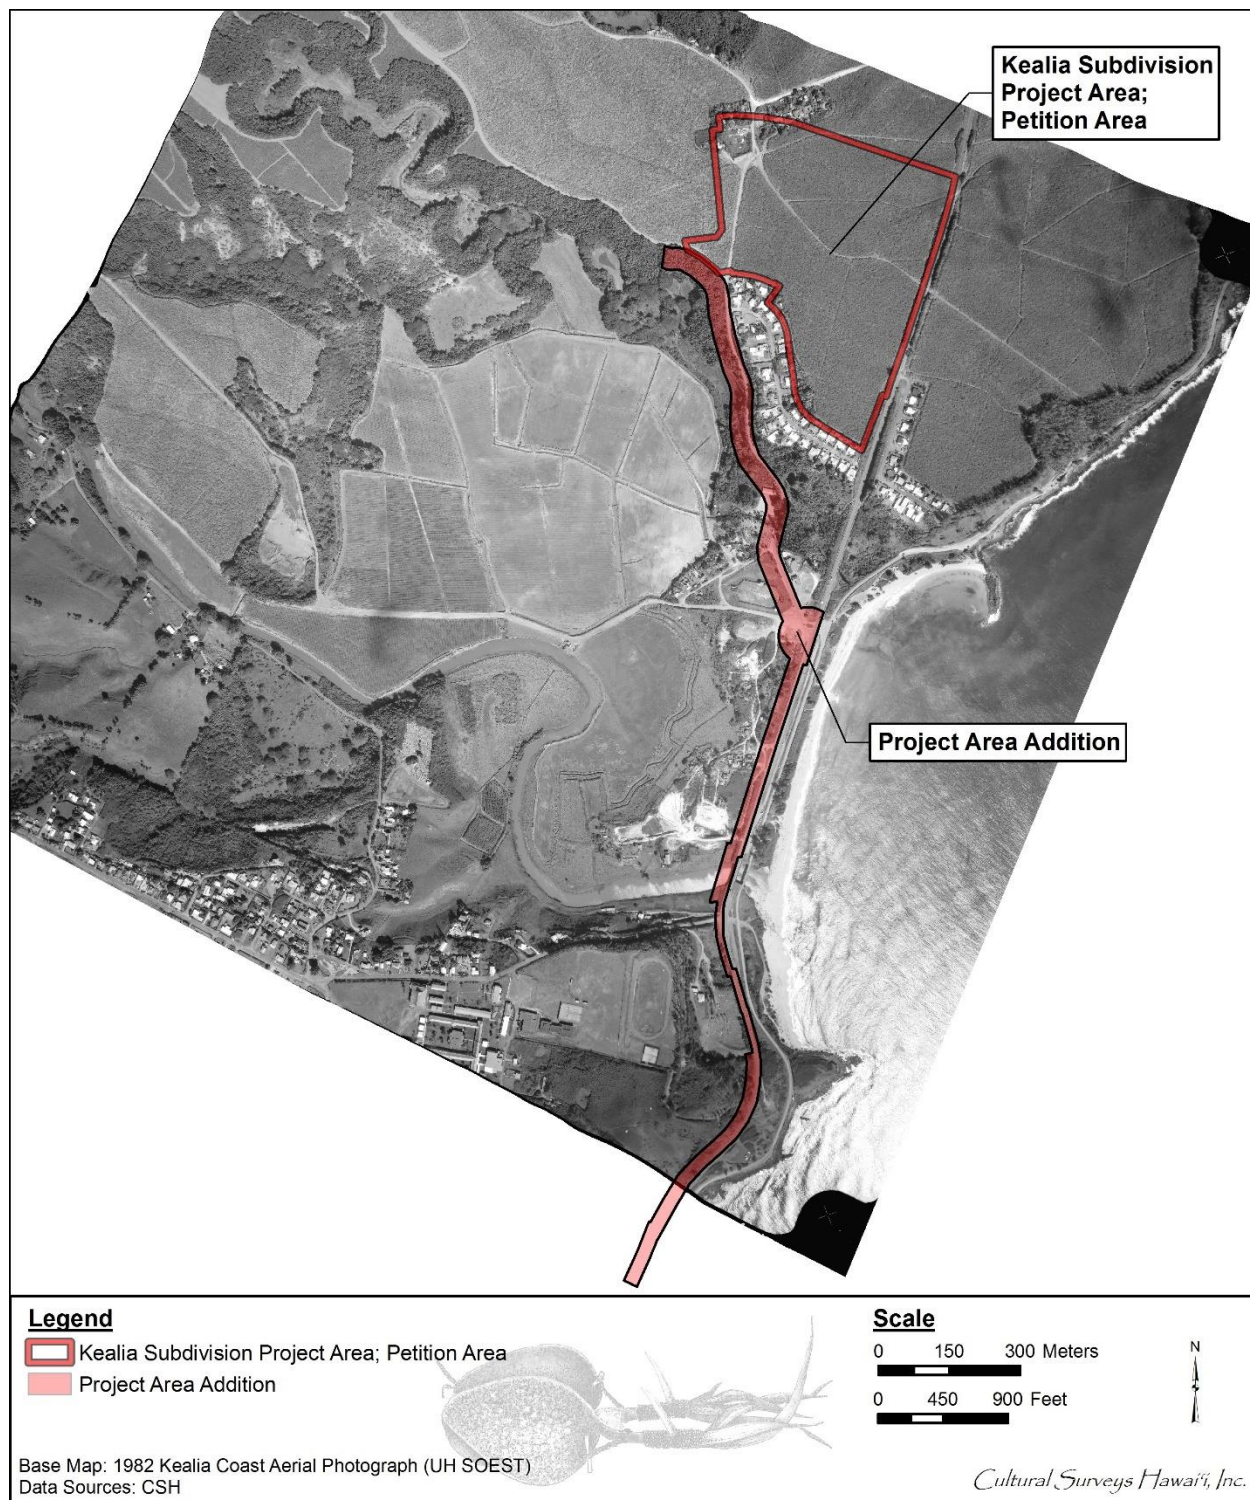 Kealia Subdivision
Project Area;
Petition Area
Project Area Addition
Legend
Kealia Subdivision Project Area; Petition Area
Project Area Addition
Base Map: 1982 Kealia Coast Aerial Photograph (UH SOEST)
Data Sources: CSH
Scale
0 150 300 Meters
0 450 900 Feet
N
Cultural Surveys Hawaiʻi, Inc.